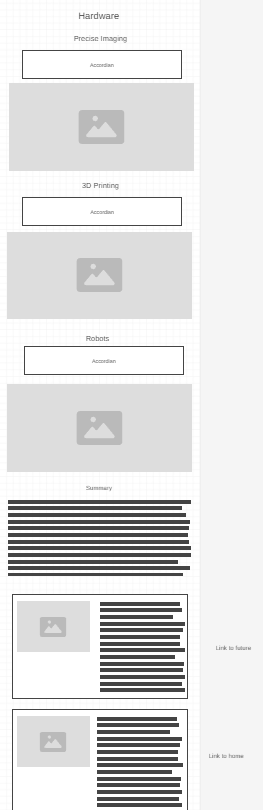 Hardware
Precise Imaging
Accordian
3D Printing
Accordian
Robots
Accordian
Summary
Link to future
Link to home